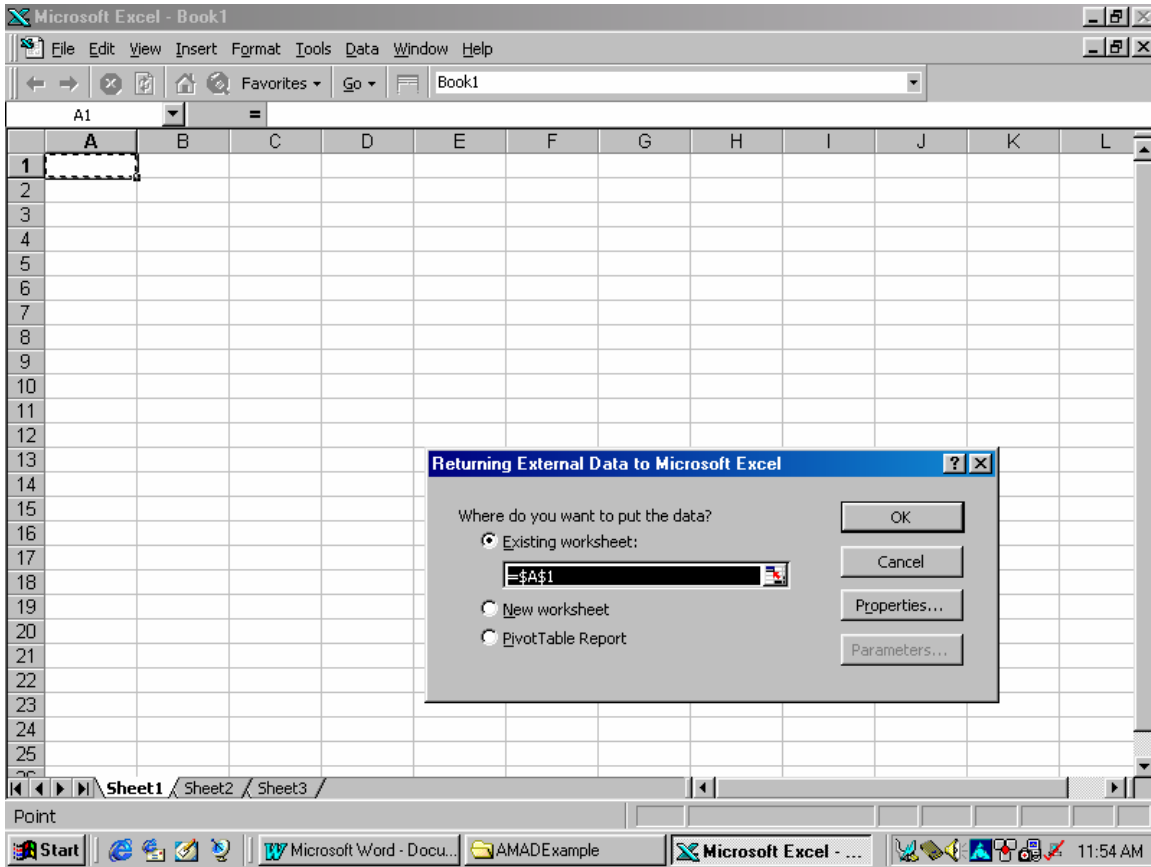 Microsoft Excel - Book1
File Edit View Insert Format Tools Data Window Help
Favorites Go Book1
A1 =
A B C D E F G H I J K L
1
2
3
4
5
6
7
8
9
10
11
12
13
14
15
16
17
18
19
20
21
22
23
24
25
Returning External Data to Microsoft Excel
Where do you want to put the data?
Existing worksheet:
=$A$1
New worksheet
PivotTable Report
OK
Cancel
Properties...
Parameters...
Sheet1 Sheet2 Sheet3
Point
Start Microsoft Word - Docu... AMADExample Microsoft Excel - ... 11:54 AM